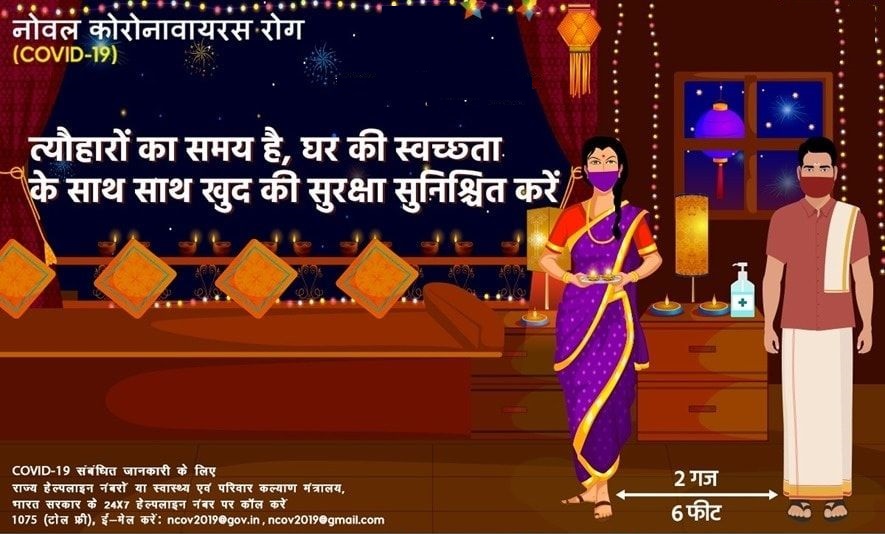 नोवल कोरोनावायरस रोग
(COVID-19)
त्यौहारों का समय है, घर की स्वच्छता
के साथ साथ खुद की सुरक्षा सुनिश्चित करें
2 गज
6 फीट
COVID-19 संबंधित जानकारी के लिए
राज्य हेल्पलाइन नंबरों या स्वास्थ्य एवं परिवार कल्याण मंत्रालय,
भारत सरकार के 24X7 हेल्पलाइन नंबर पर कॉल करें
1075 (टोल फ्री), ई-मेल करें: ncov2019@gov.in, ncov2019@gmail.com